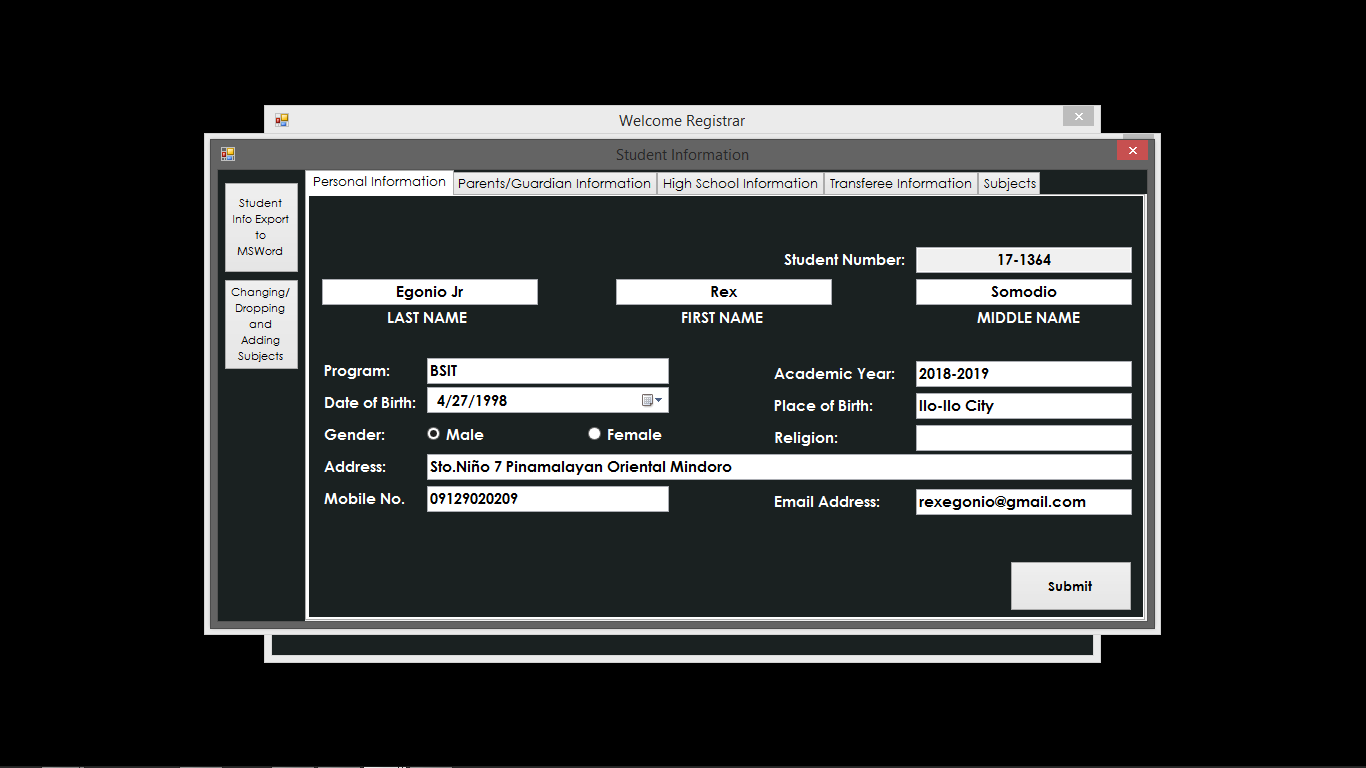 Welcome Registrar
Student Information
Personal Information
Parents/Guardian Information
High School Information
Transferee Information
Subjects
Student
Info Export
to
MSWord
Changing/
Dropping
and
Adding
Subjects
Student Number:
17-1364
Egonio Jr
Rex
Somodio
LAST NAME
FIRST NAME
MIDDLE NAME
Program:
BSIT
Academic Year:
2018-2019
Date of Birth:
4/27/1998
Place of Birth:
Ilo-Ilo City
Gender:
Male
Female
Religion:
Address:
Sto.Niño 7 Pinamalayan Oriental Mindoro
Mobile No.
09129020209
Email Address:
rexegonio@gmail.com
Submit